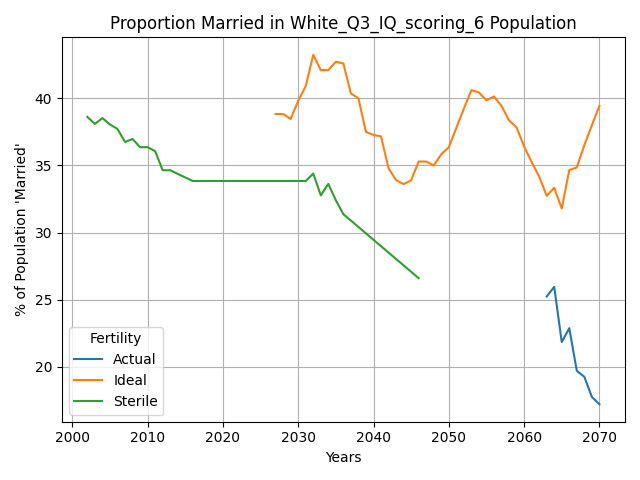 Proportion Married in White_Q3_IQ_scoring_6 Population
% of Population 'Married'
40
35
30
25
20
Fertility
Actual
Ideal
Sterile
2000 2010 2020 2030 2040 2050 2060 2070
Years